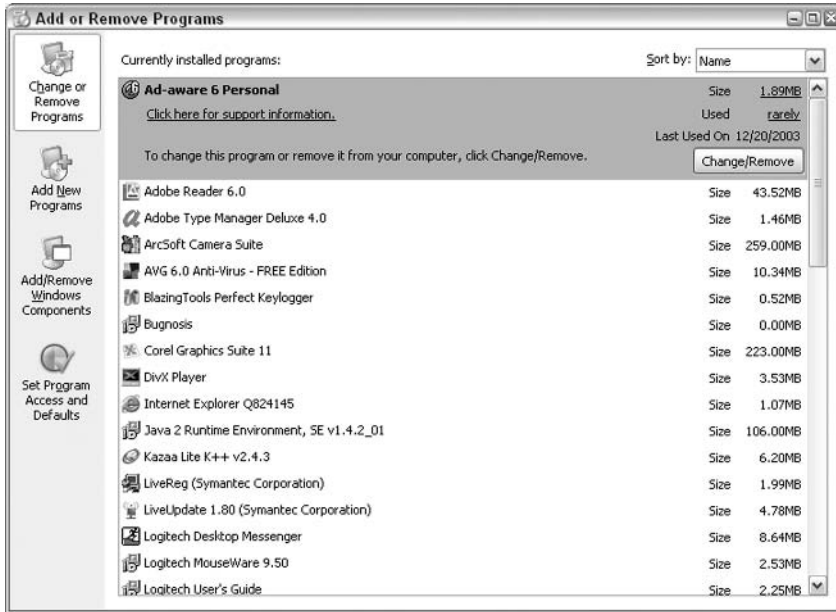 Add or Remove Programs
Change or
Remove
Programs
Add New
Programs
Add/Remove
Windows
Components
Set Program
Access and
Defaults
Currently installed programs:
Sort by: Name
Ad-aware 6 Personal Size 1.89MB
Click here for support information. Used rarely
Last Used On 12/20/2003
To change this program or remove it from your computer, click Change/Remove. Change/Remove
Adobe Reader 6.0 Size 43.52MB
Adobe Type Manager Deluxe 4.0 Size 1.46MB
ArcSoft Camera Suite Size 259.00MB
AVG 6.0 Anti-Virus - FREE Edition Size 10.34MB
BlazingTools Perfect Keylogger Size 0.52MB
Bugnosis Size 0.00MB
Corel Graphics Suite 11 Size 223.00MB
DivX Player Size 3.53MB
Internet Explorer Q824145 Size 1.07MB
Java 2 Runtime Environment, SE v1.4.2_01 Size 106.00MB
Kazaa Lite K++ v2.4.3 Size 6.20MB
LiveReg (Symantec Corporation) Size 1.99MB
LiveUpdate 1.80 (Symantec Corporation) Size 4.78MB
Logitech Desktop Messenger Size 8.64MB
Logitech MouseWare 9.50 Size 2.53MB
Logitech User's Guide Size 2.25MB